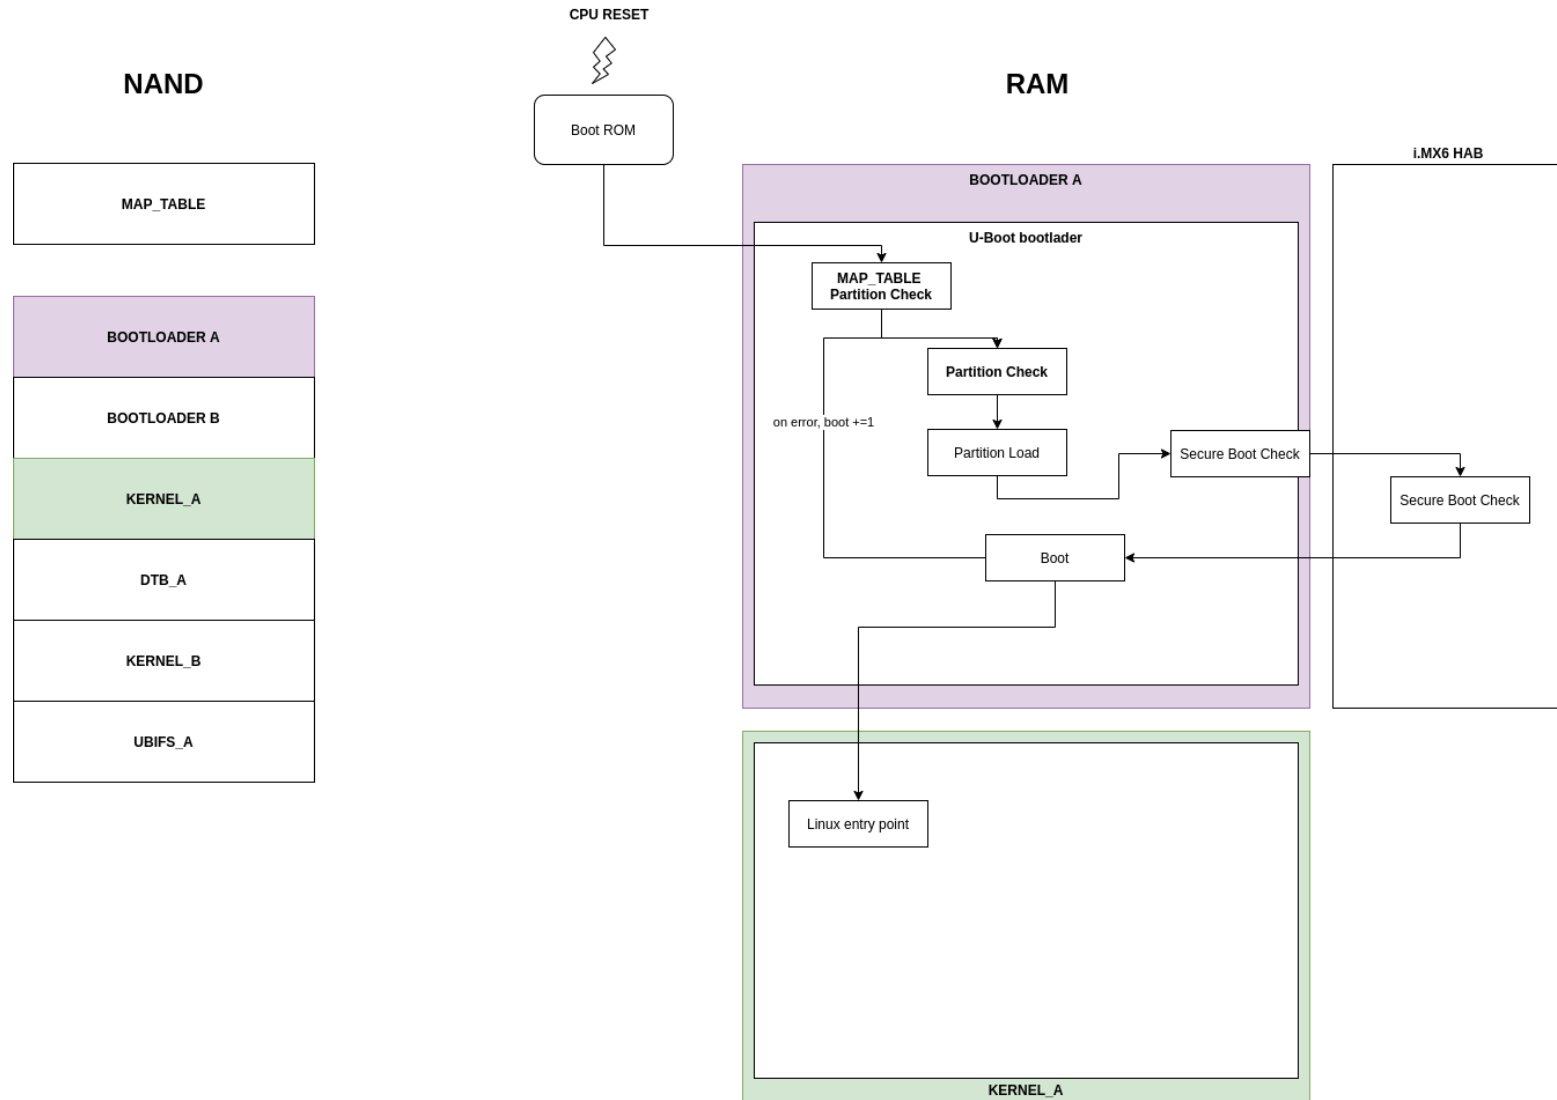 CPU RESET
NAND
RAM
Boot ROM
i.MX6 HAB
MAP_TABLE
BOOTLOADER A
BOOTLOADER B
KERNEL_A
DTB_A
KERNEL_B
UBIFS_A
BOOTLOADER A
U-Boot bootlader
MAP_TABLE
Partition Check
Partition Check
on error, boot +=1
Partition Load
Secure Boot Check
Secure Boot Check
Boot
Linux entry point
KERNEL_A